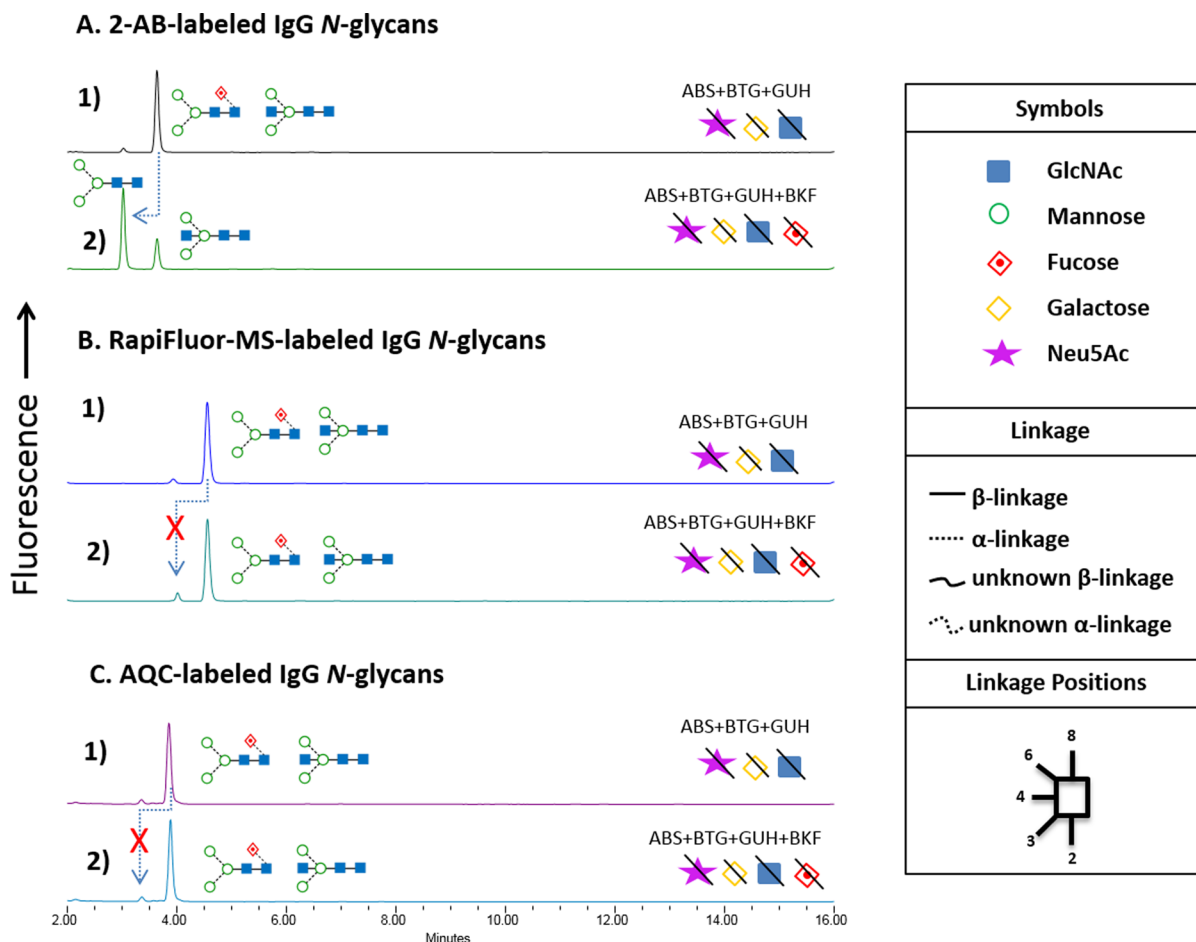 A. 2-AB-labeled IgG N-glycans
1)
ABS+BTG+GUH
2)
ABS+BTG+GUH+BKF
B. RapiFluor-MS-labeled IgG N-glycans
1)
ABS+BTG+GUH
X
2)
ABS+BTG+GUH+BKF
C. AQC-labeled IgG N-glycans
1)
ABS+BTG+GUH
X
2)
ABS+BTG+GUH+BKF
2.00 4.00 6.00 8.00 10.00 12.00 14.00 16.00
Minutes
Fluorescence
Symbols
GlcNAc
Mannose
Fucose
Galactose
Neu5Ac
Linkage
β-linkage
α-linkage
unknown β-linkage
unknown α-linkage
Linkage Positions
8
6
4
3
2